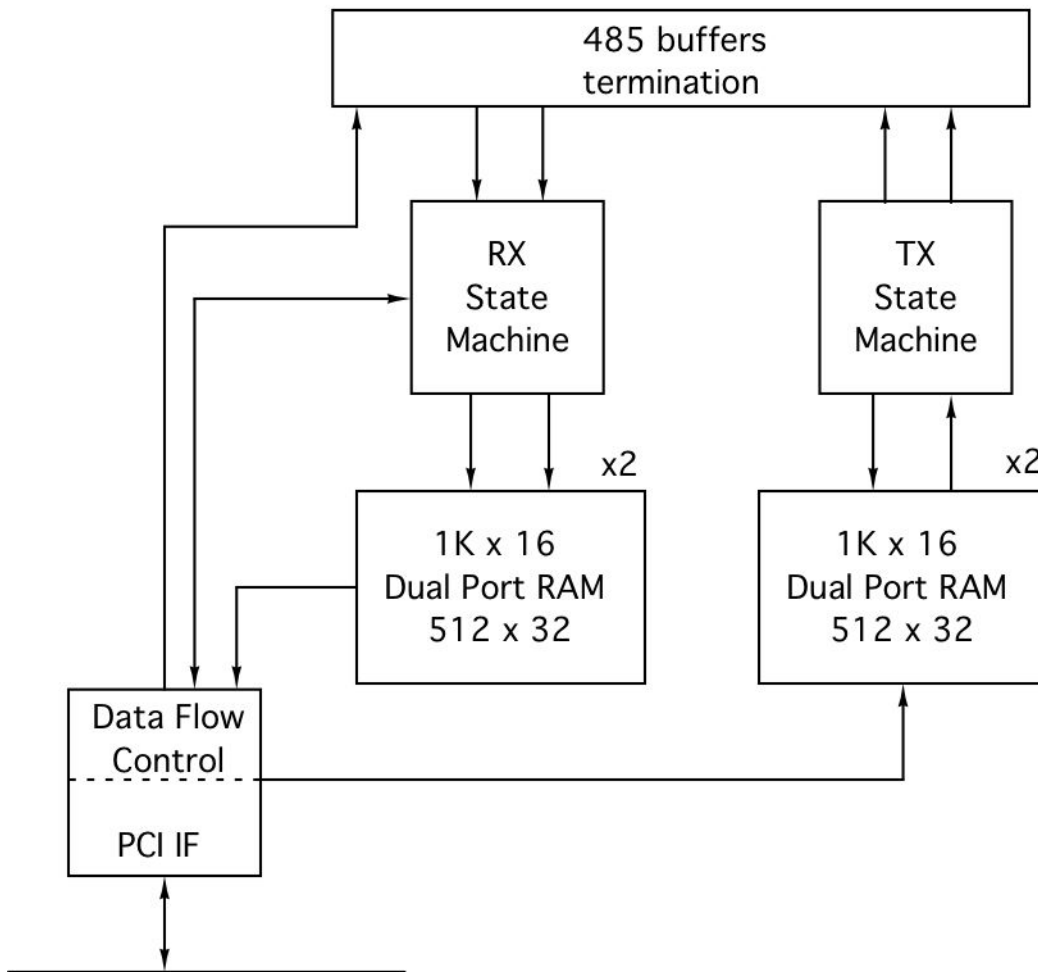 485 buffers
termination
RX
State
Machine
TX
State
Machine
x2
1K x 16
Dual Port RAM
512 x 32
x2
1K x 16
Dual Port RAM
512 x 32
Data Flow
Control
PCI IF